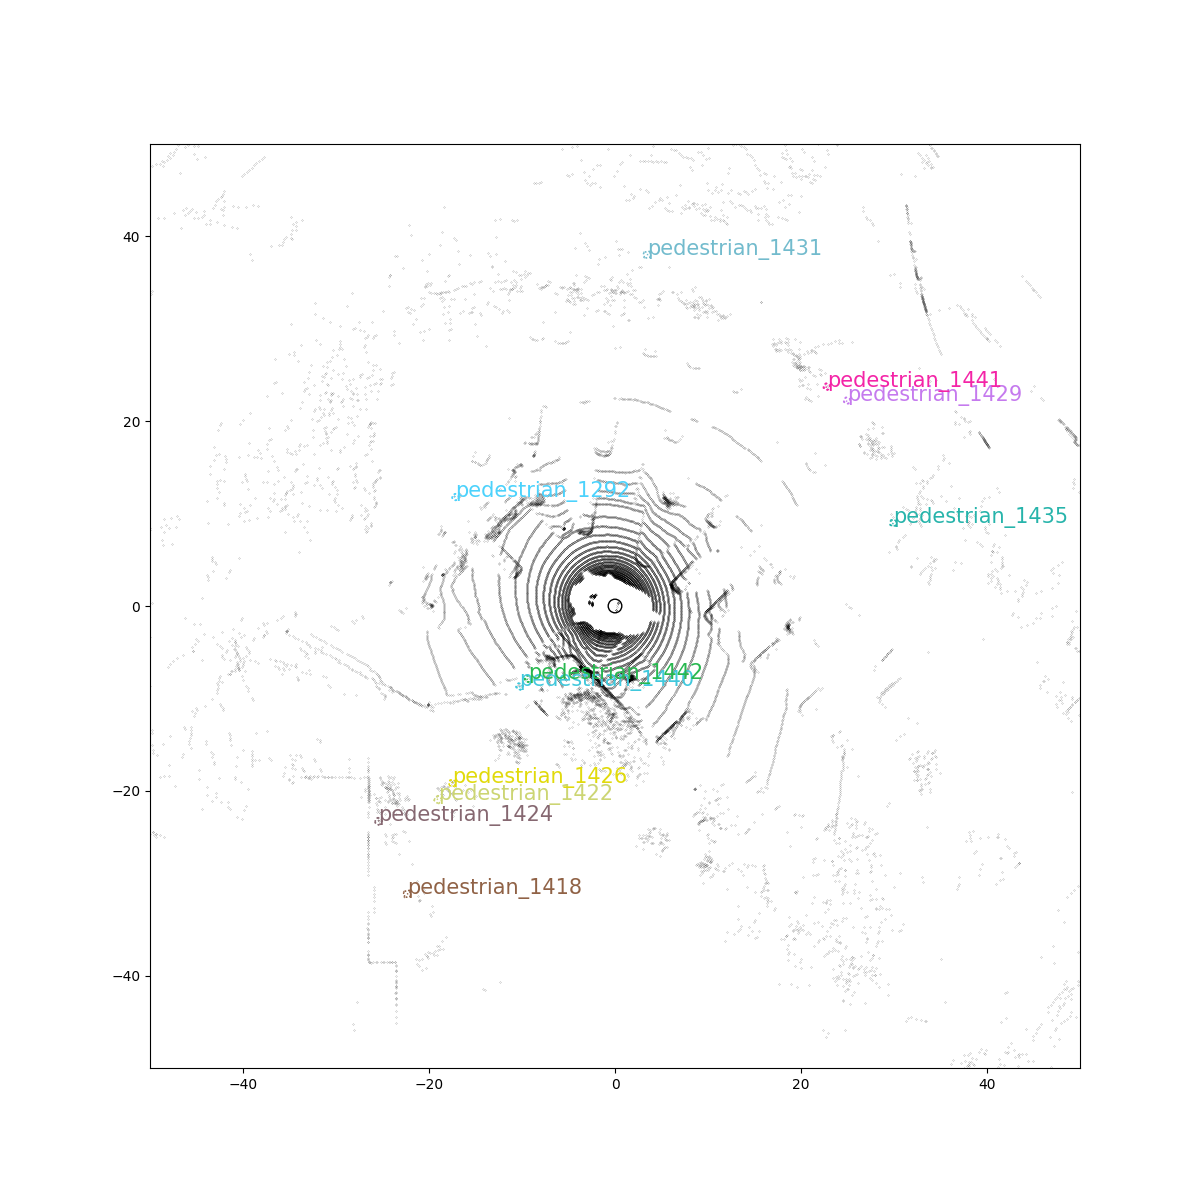 pedestrian_1431
pedestrian_1441
pedestrian_1429
pedestrian_1292
pedestrian_1435
pedestrian_1442
pedestrian_1440
pedestrian_1426
pedestrian_1422
pedestrian_1424
pedestrian_1418
40
20
0
−20
−40
−40
−20
0
20
40